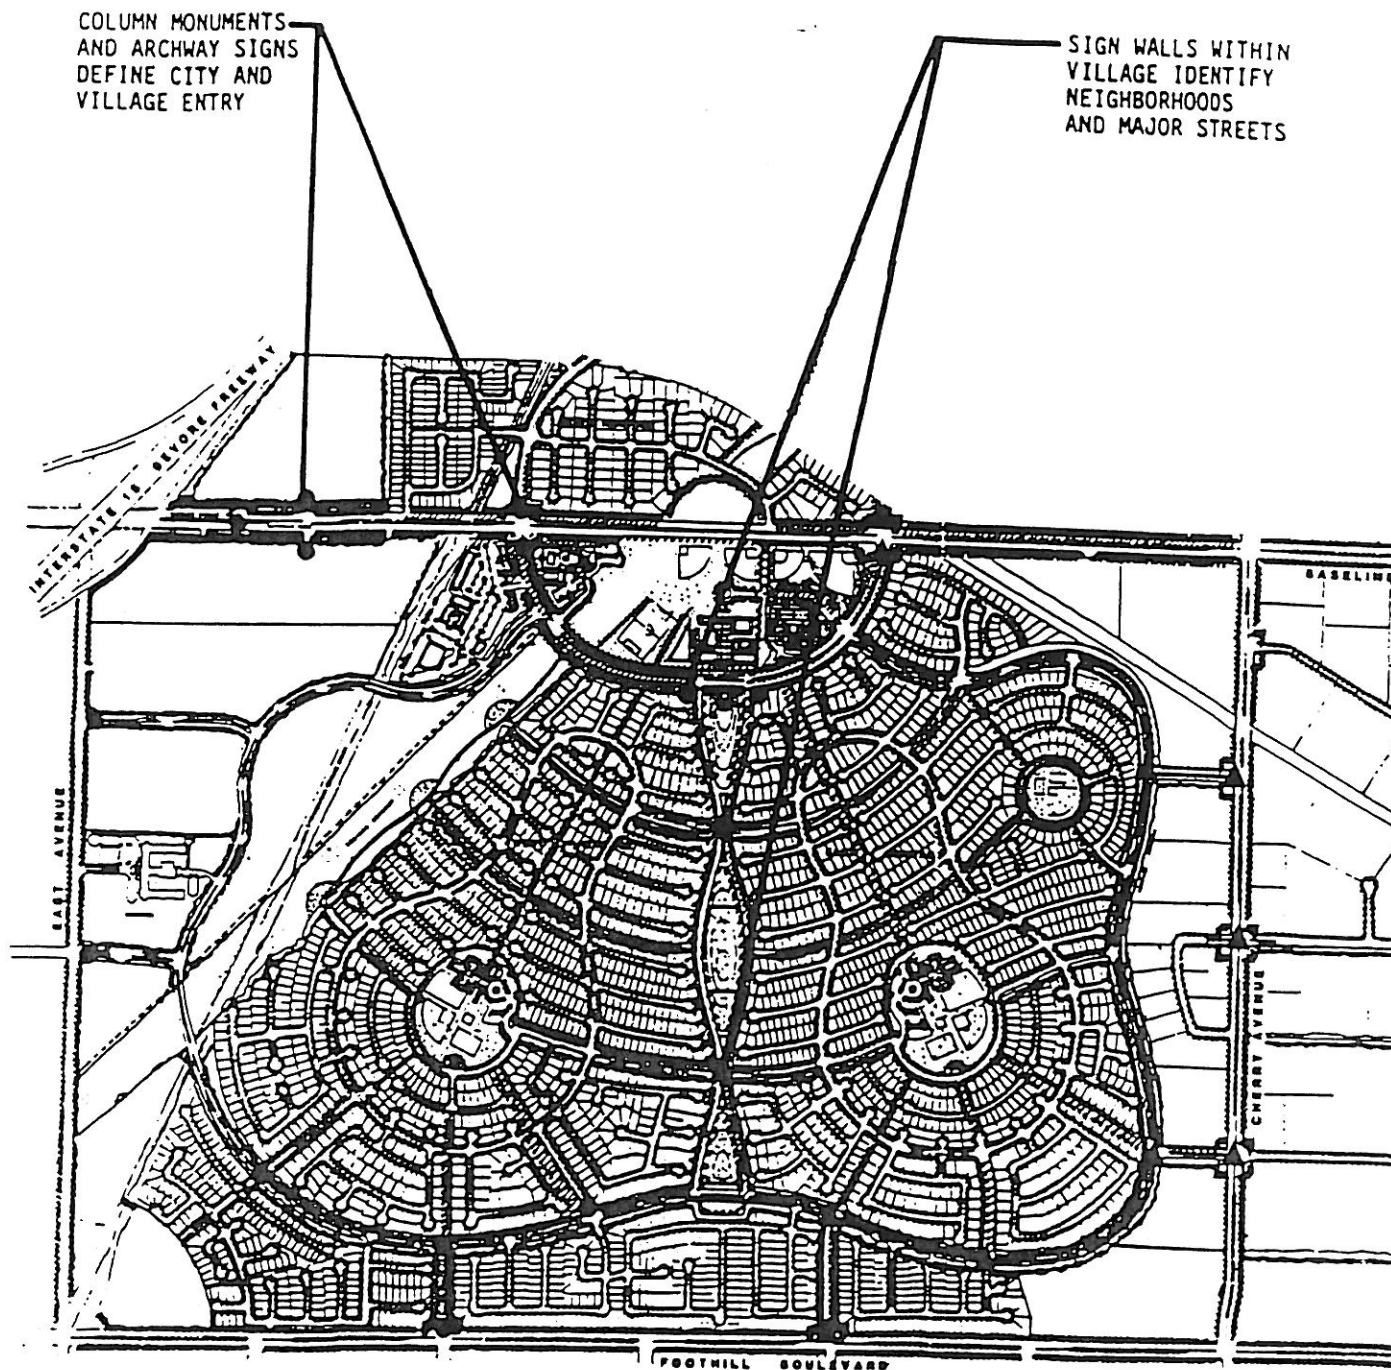 COLUMN MONUMENTS
AND ARCHWAY SIGNS
DEFINE CITY AND
VILLAGE ENTRY
SIGN WALLS WITHIN
VILLAGE IDENTIFY
NEIGHBORHOODS
AND MAJOR STREETS
INTERSTATE 15 DEVORE FREEWAY
BASELINE
EAST AVENUE
CHERRY AVENUE
FOOTHILL BOULEVARD